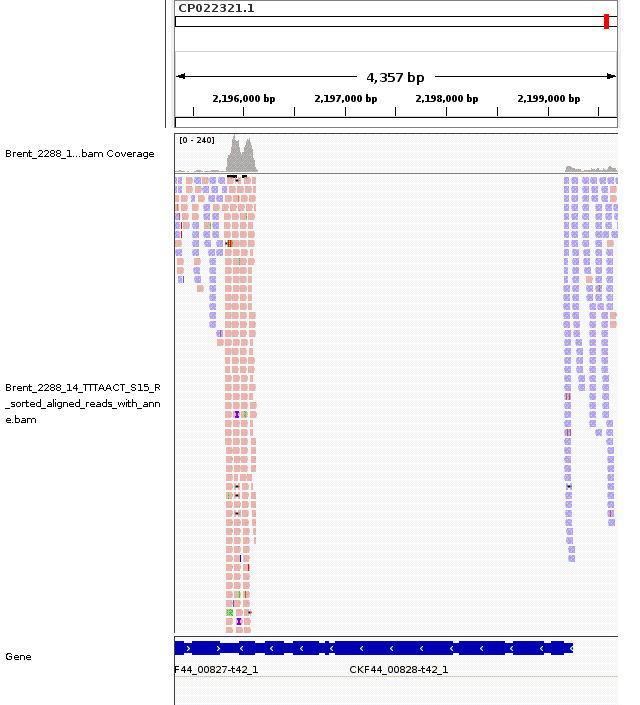 CP022321.1
4,357 bp
2,196,000 bp 2,197,000 bp 2,198,000 bp 2,199,000 bp
[0 - 240]
Brent_2288_1...bam Coverage
Brent_2288_14_TTTAACT_S15_R
_sorted_aligned_reads_with_ann
e.bam
Gene
F44_00827-t42_1 CKF44_00828-t42_1